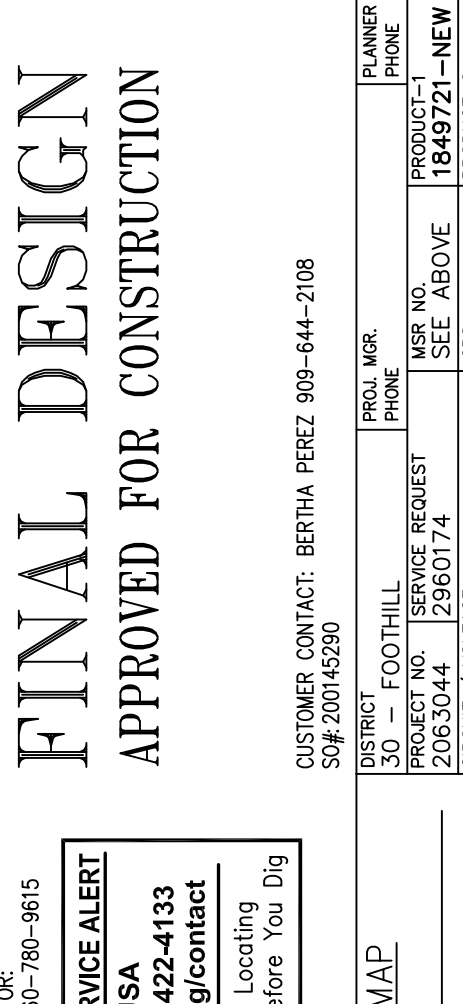 FINAL DESIGN
APPROVED FOR CONSTRUCTION
CUSTOMER CONTACT: BERTHA PEREZ 909-644-2108
SO#:200145290
DISTRICT
30 - FOOTHILL
PROJ. MGR.
PHONE
PLANNER
PHONE
PROJECT NO.
2063044
SERVICE REQUEST
2960174
MSR NO.
SEE ABOVE
PRODUCT-1
1849721-NEW
OR:
60-780-9615
RVICE ALERT
USA
422-4133
g/contact
Locating
efore You Dig
MAP